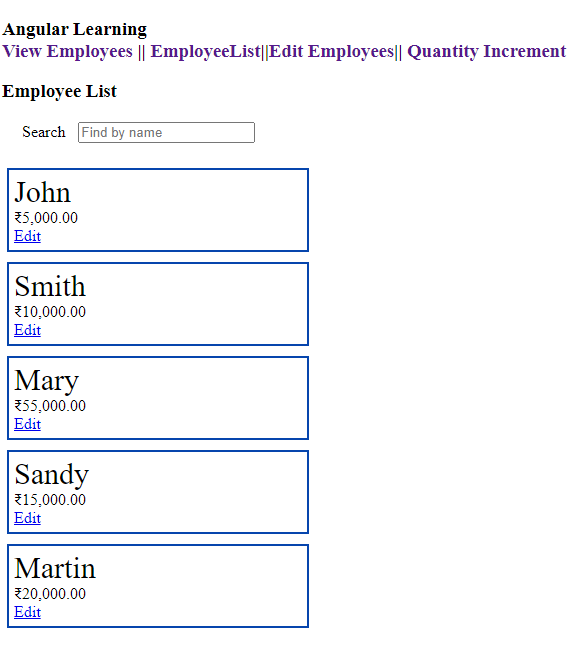 Angular Learning
View Employees || EmployeeList||Edit Employees|| Quantity Increment
Employee List
Search Find by name
John
₹5,000.00
Edit
Smith
₹10,000.00
Edit
Mary
₹55,000.00
Edit
Sandy
₹15,000.00
Edit
Martin
₹20,000.00
Edit